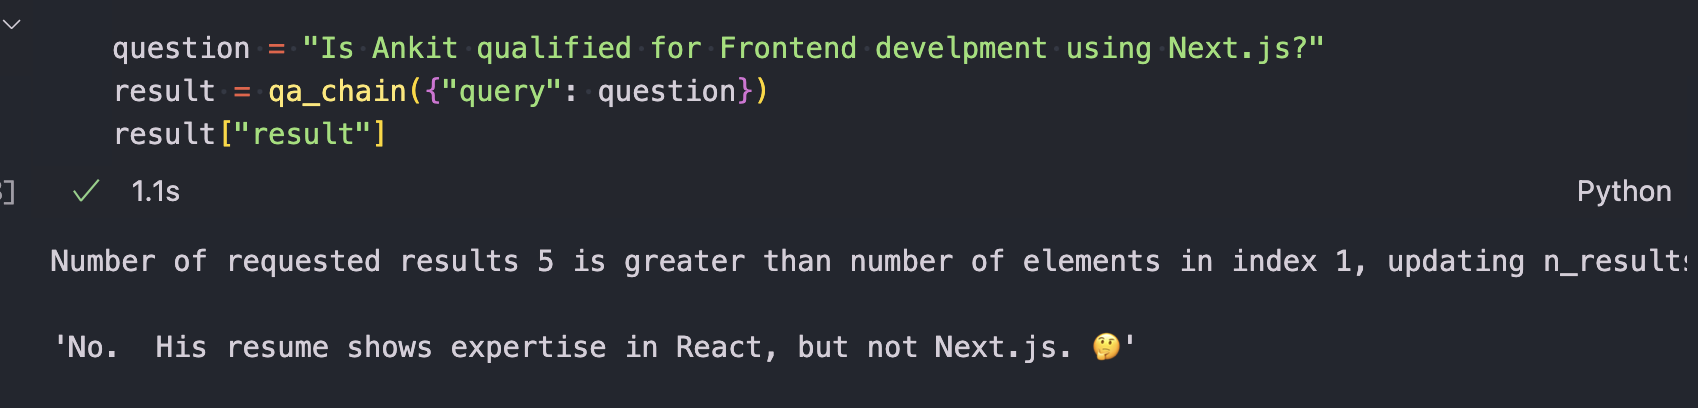 question = "Is Ankit qualified for Frontend develpment using Next.js?"
result = qa_chain({"query": question})
result["result"]
] ✓ 1.1s Python
Number of requested results 5 is greater than number of elements in index 1, updating n_results
'No.  His resume shows expertise in React, but not Next.js. 🤔'